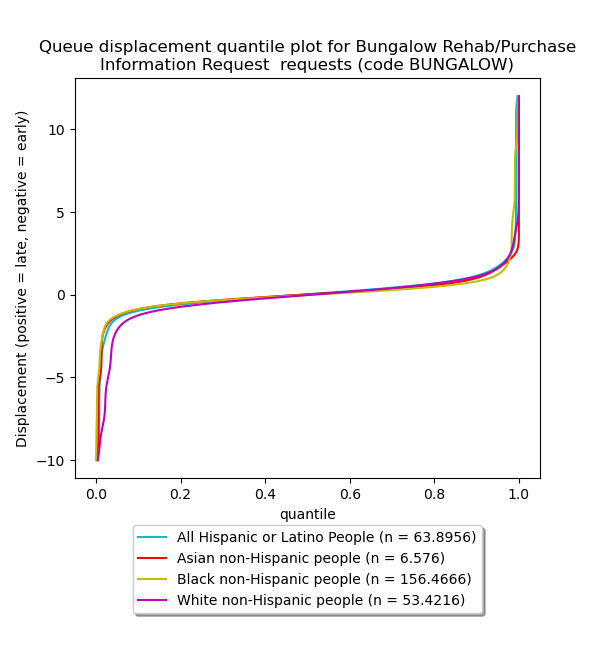 Queue displacement quantile plot for Bungalow Rehab/Purchase
Information Request  requests (code BUNGALOW)
Displacement (positive = late, negative = early)
10
5
0
−5
−10
0.0 0.2 0.4 0.6 0.8 1.0
quantile
All Hispanic or Latino People (n = 63.8956)
Asian non-Hispanic people (n = 6.576)
Black non-Hispanic people (n = 156.4666)
White non-Hispanic people (n = 53.4216)